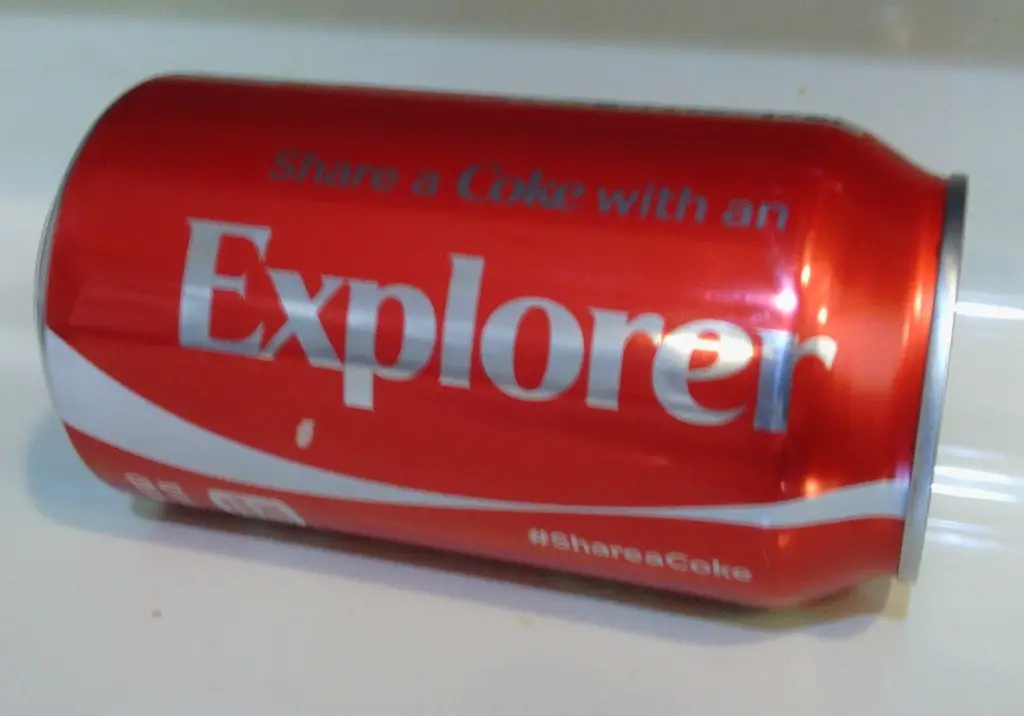 Share a Coke with an
Explorer
#ShareaCoke